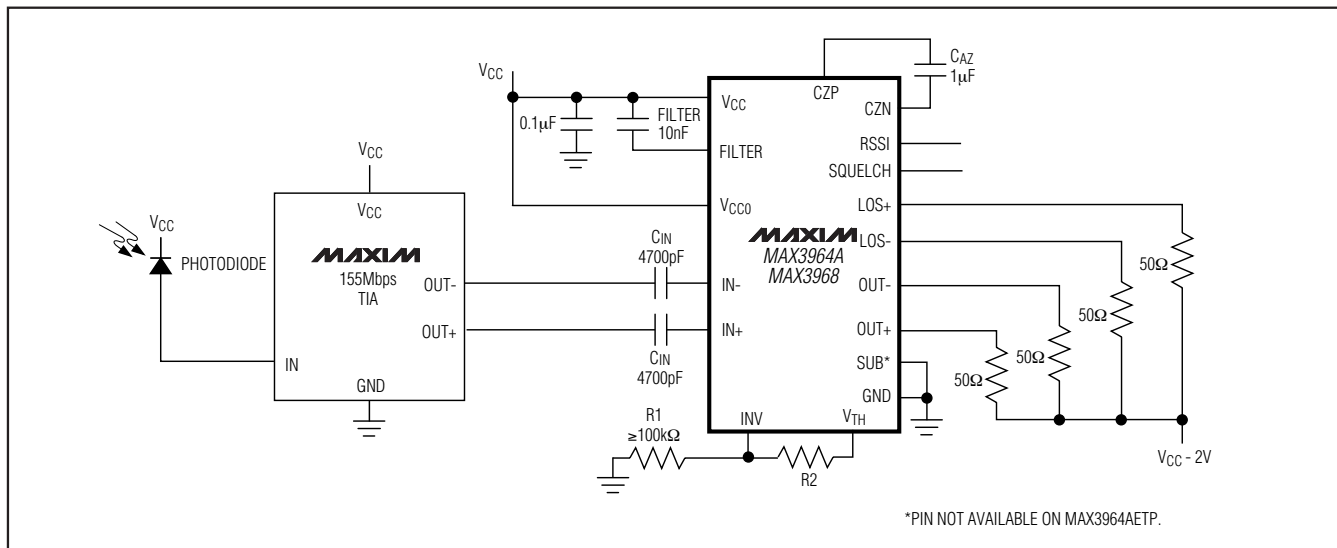 VCC
0.1µF
FILTER
10nF
CAZ
1µF
CZP
VCC
CZN
FILTER
RSSI
SQUELCH
VCC0
LOS+
LOS-
MAXIM
MAX3964A
MAX3968
IN-
OUT-
IN+
OUT+
SUB*
GND
INV
VTH
VCC
VCC
VCC
PHOTODIODE
MAXIM
155Mbps
TIA
OUT-
OUT+
IN
GND
CIN
4700pF
CIN
4700pF
R1
≥100kΩ
R2
50Ω
50Ω
50Ω
50Ω
VCC - 2V
*PIN NOT AVAILABLE ON MAX3964AETP.